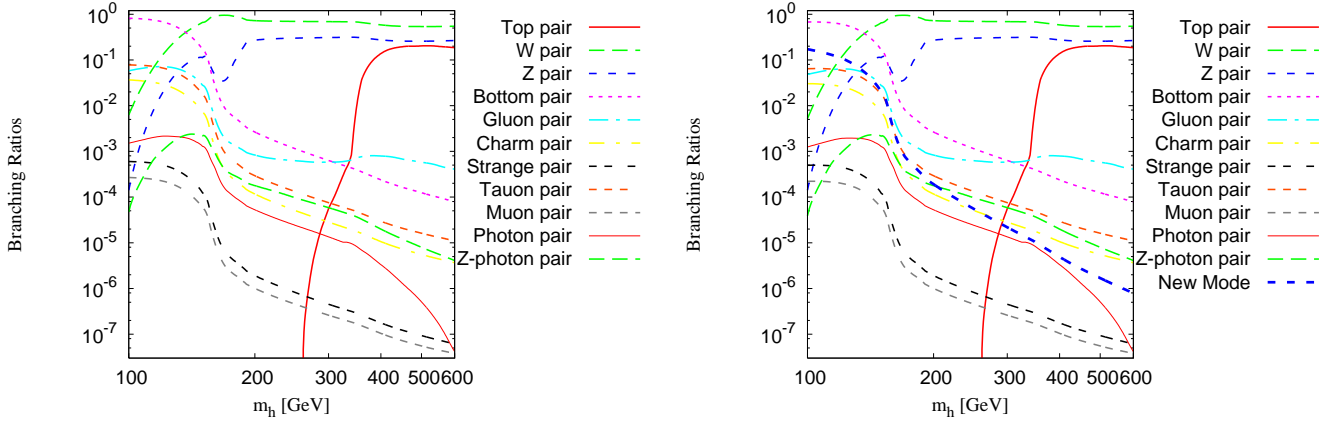 Branching Ratios
10^0
10^-1
10^-2
10^-3
10^-4
10^-5
10^-6
10^-7
100
200
300
400
500
600
m_h [GeV]
Top pair
W pair
Z pair
Bottom pair
Gluon pair
Charm pair
Strange pair
Tauon pair
Muon pair
Photon pair
Z-photon pair
Branching Ratios
10^0
10^-1
10^-2
10^-3
10^-4
10^-5
10^-6
10^-7
100
200
300
400
500
600
m_h [GeV]
Top pair
W pair
Z pair
Bottom pair
Gluon pair
Charm pair
Strange pair
Tauon pair
Muon pair
Photon pair
Z-photon pair
New Mode